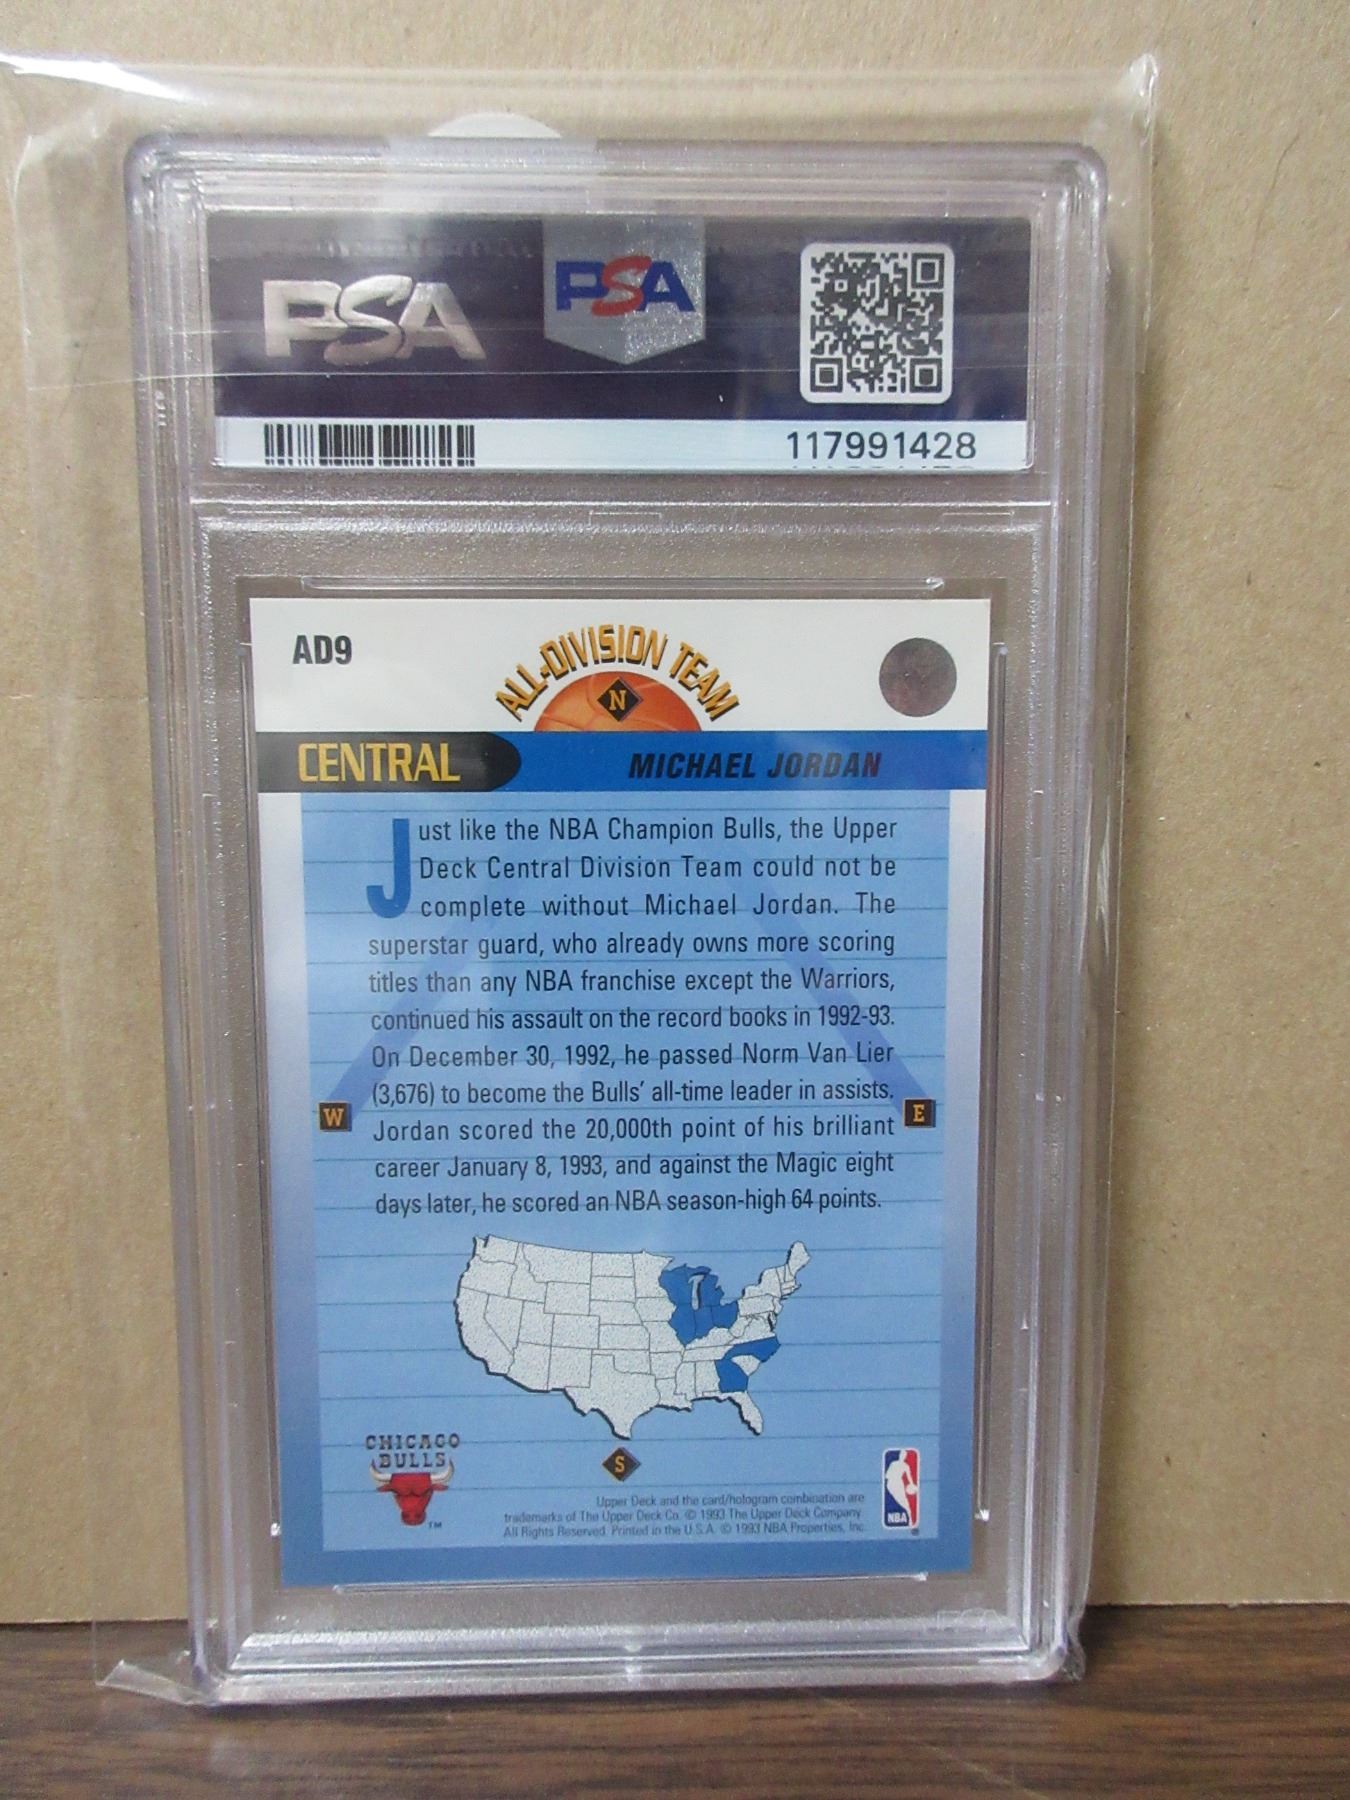 PSA
PSA
117991428
AD9
ALL-DIVISION TEAM
N
CENTRAL
MICHAEL JORDAN
Just like the NBA Champion Bulls, the Upper
Deck Central Division Team could not be
complete without Michael Jordan. The
superstar guard, who already owns more scoring
titles than any NBA franchise except the Warriors,
continued his assault on the record books in 1992-93.
On December 30, 1992, he passed Norm Van Lier
(3,676) to become the Bulls' all-time leader in assists.
Jordan scored the 20,000th point of his brilliant
career January 8, 1993, and against the Magic eight
days later, he scored an NBA season-high 64 points.
W
E
S
CHICAGO
BULLS
TM
Upper Deck and the card/hologram combination are
trademarks of The Upper Deck Co. © 1993 The Upper Deck Company.
All Rights Reserved. Printed in the U.S.A. © 1993 NBA Properties, Inc.
NBA
®